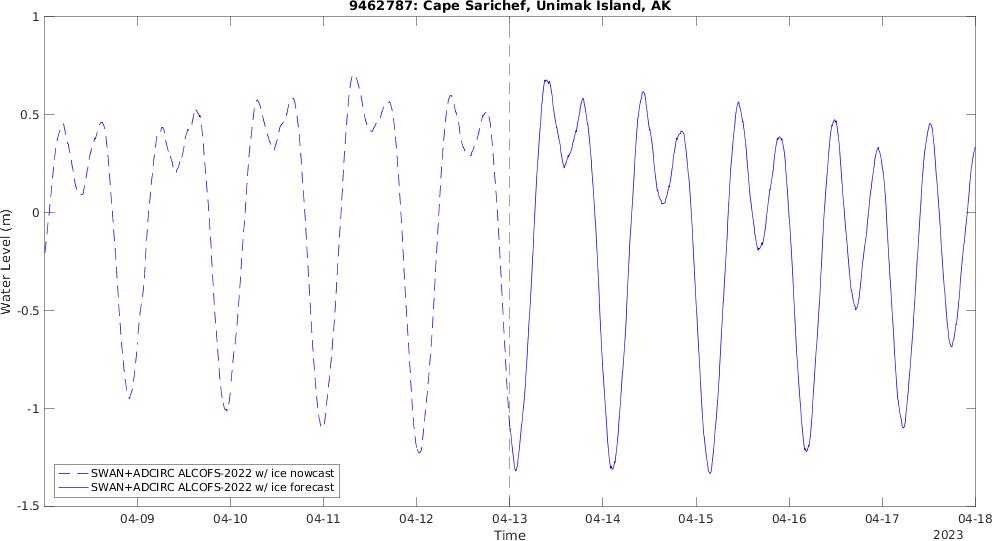 9462787: Cape Sarichef, Unimak Island, AK
1
0.5
0
-0.5
-1
-1.5
Water Level (m)
SWAN+ADCIRC ALCOFS-2022 w/ ice nowcast
SWAN+ADCIRC ALCOFS-2022 w/ ice forecast
04-09 04-10 04-11 04-12 04-13 04-14 04-15 04-16 04-17 04-18
Time
2023